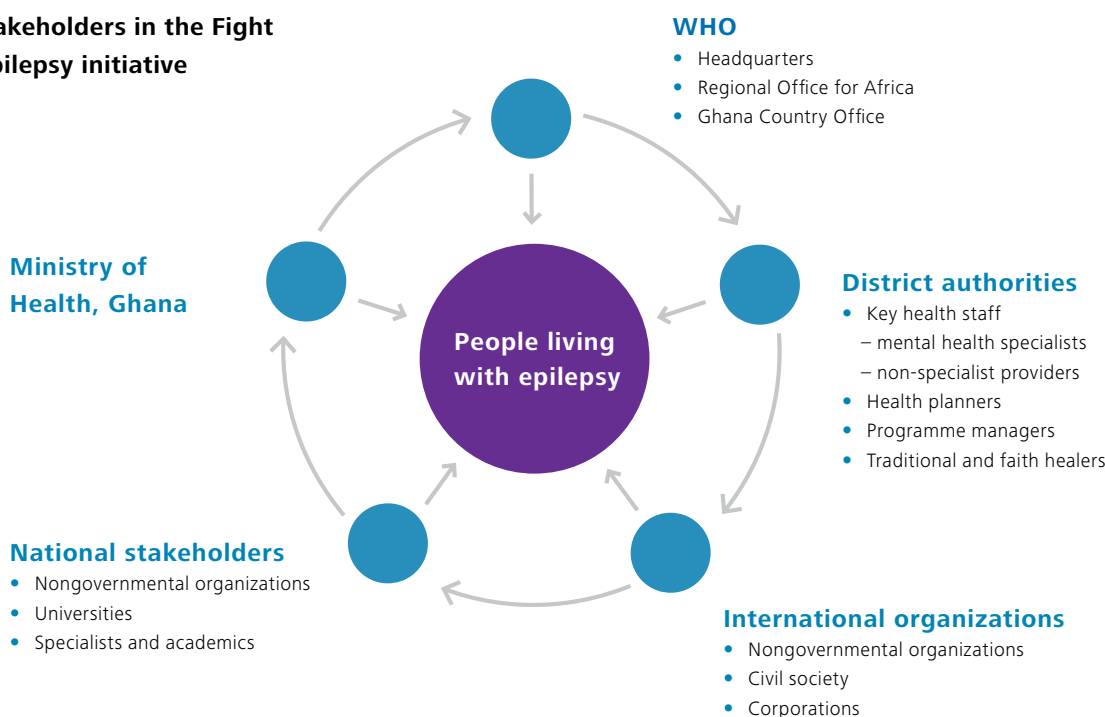 akeholders in the Fight
pilepsy initiative
WHO
• Headquarters
• Regional Office for Africa
• Ghana Country Office
Ministry of
Health, Ghana
People living
with epilepsy
District authorities
• Key health staff
– mental health specialists
– non-specialist providers
• Health planners
• Programme managers
• Traditional and faith healers
National stakeholders
• Nongovernmental organizations
• Universities
• Specialists and academics
International organizations
• Nongovernmental organizations
• Civil society
• Corporations